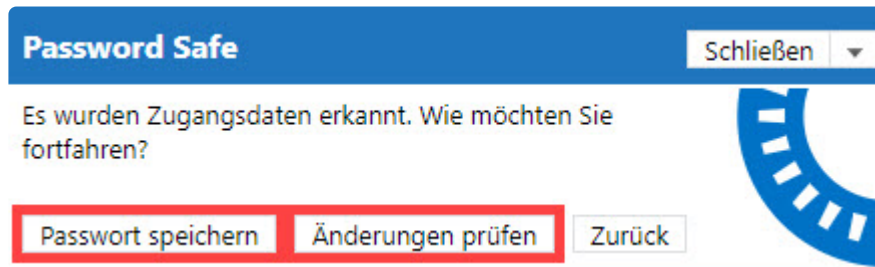 Password Safe
Schließen
Es wurden Zugangsdaten erkannt. Wie möchten Sie
fortfahren?
Passwort speichern
Änderungen prüfen
Zurück